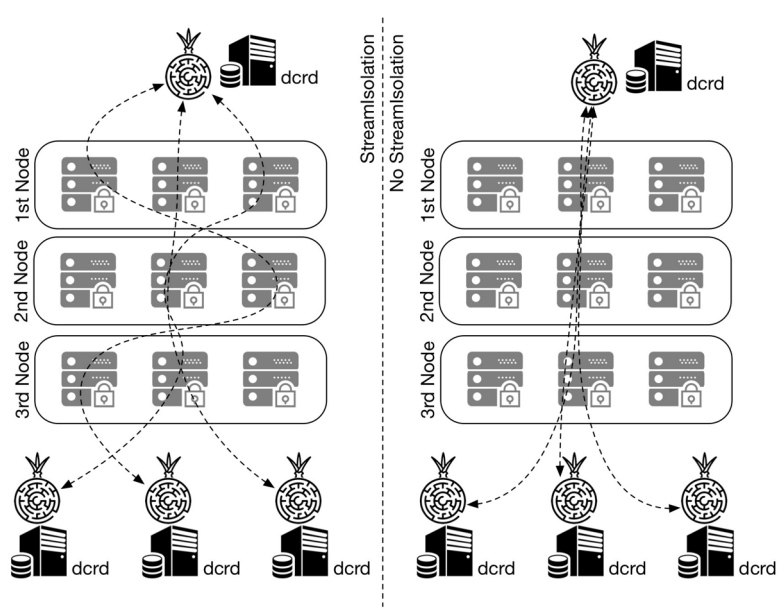 dcrd
StreamIsolation
1st Node
2nd Node
3rd Node
dcrd
dcrd
dcrd
No StreamIsolation
dcrd
1st Node
2nd Node
3rd Node
dcrd
dcrd
dcrd